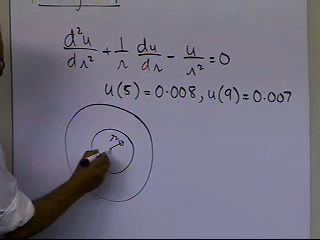 d²u/dr² + 1/r du/dr - u/r² = 0
u(5) = 0.008, u(9) = 0.007